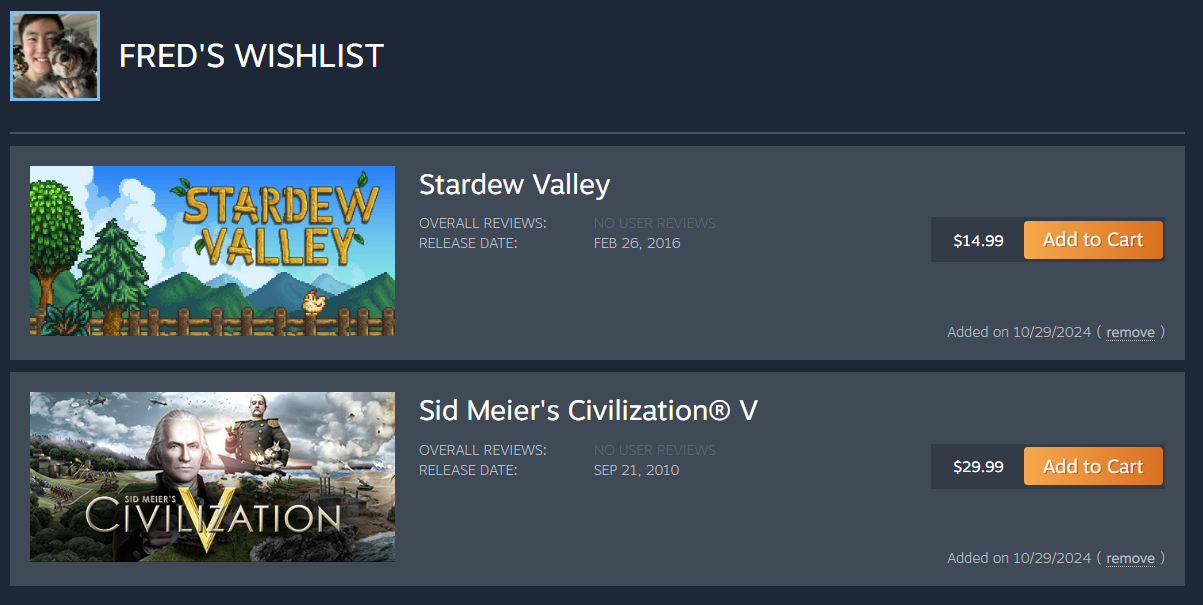 FRED'S WISHLIST
STARDEW
VALLEY
Stardew Valley
OVERALL REVIEWS: NO USER REVIEWS
RELEASE DATE: FEB 26, 2016
$14.99 Add to Cart
Added on 10/29/2024 ( remove )
SID MEIER'S
CIVILIZATION
V
Sid Meier's Civilization® V
OVERALL REVIEWS: NO USER REVIEWS
RELEASE DATE: SEP 21, 2010
$29.99 Add to Cart
Added on 10/29/2024 ( remove )